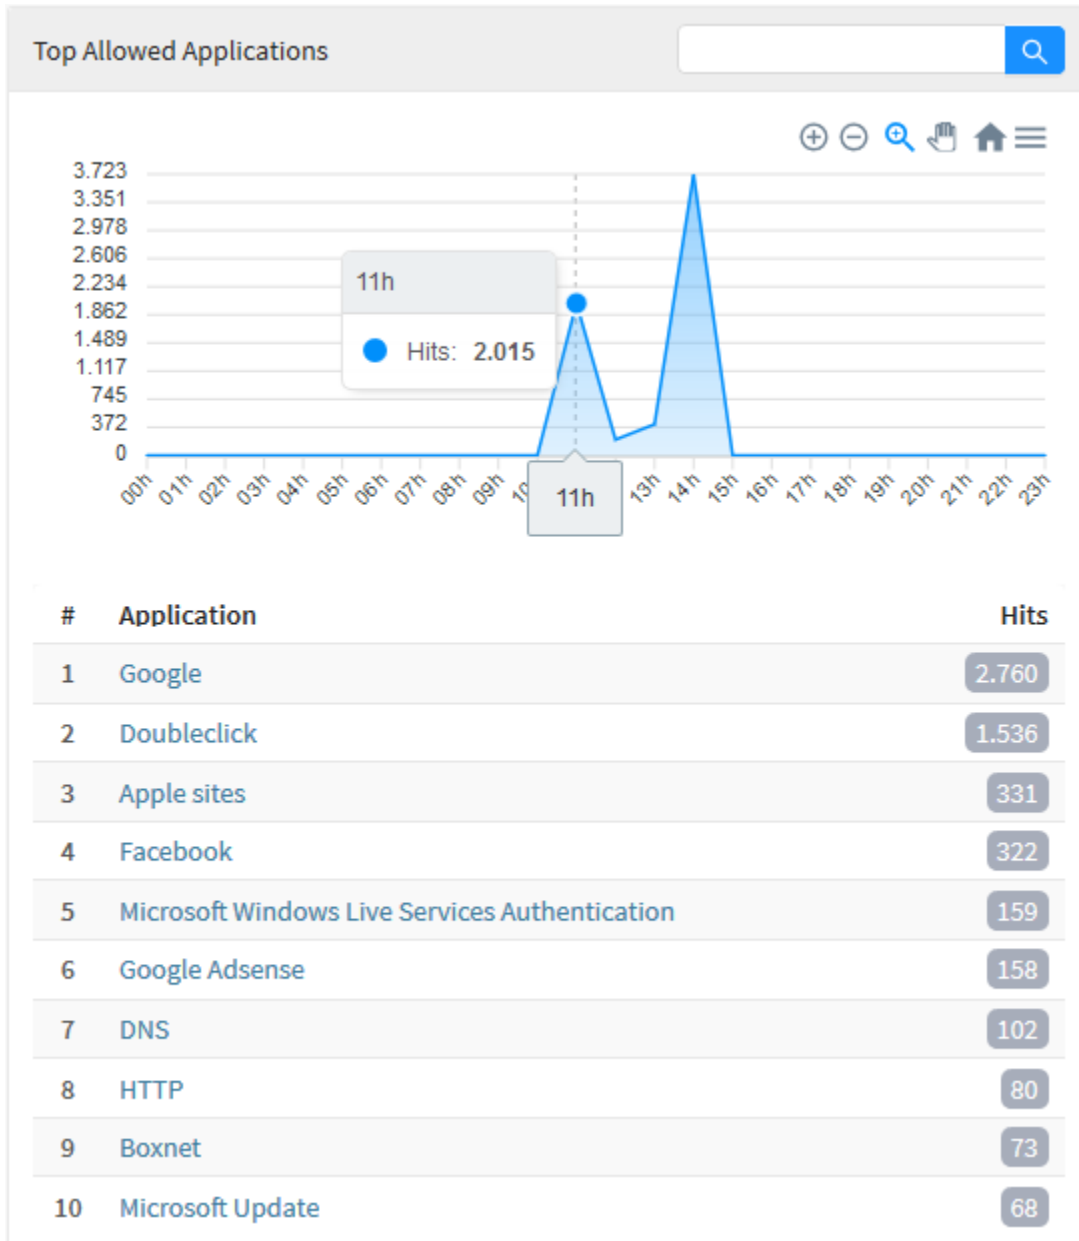 Top Allowed Applications
3.723
3.351
2.978
2.606
2.234
1.862
1.489
1.117
745
372
0
11h
Hits: 2.015
00h 01h 02h 03h 04h 05h 06h 07h 08h 09h 10 11h 13h 14h 15h 16h 17h 18h 19h 20h 21h 22h 23h
# Application Hits
1 Google 2.760
2 Doubleclick 1.536
3 Apple sites 331
4 Facebook 322
5 Microsoft Windows Live Services Authentication 159
6 Google Adsense 158
7 DNS 102
8 HTTP 80
9 Boxnet 73
10 Microsoft Update 68